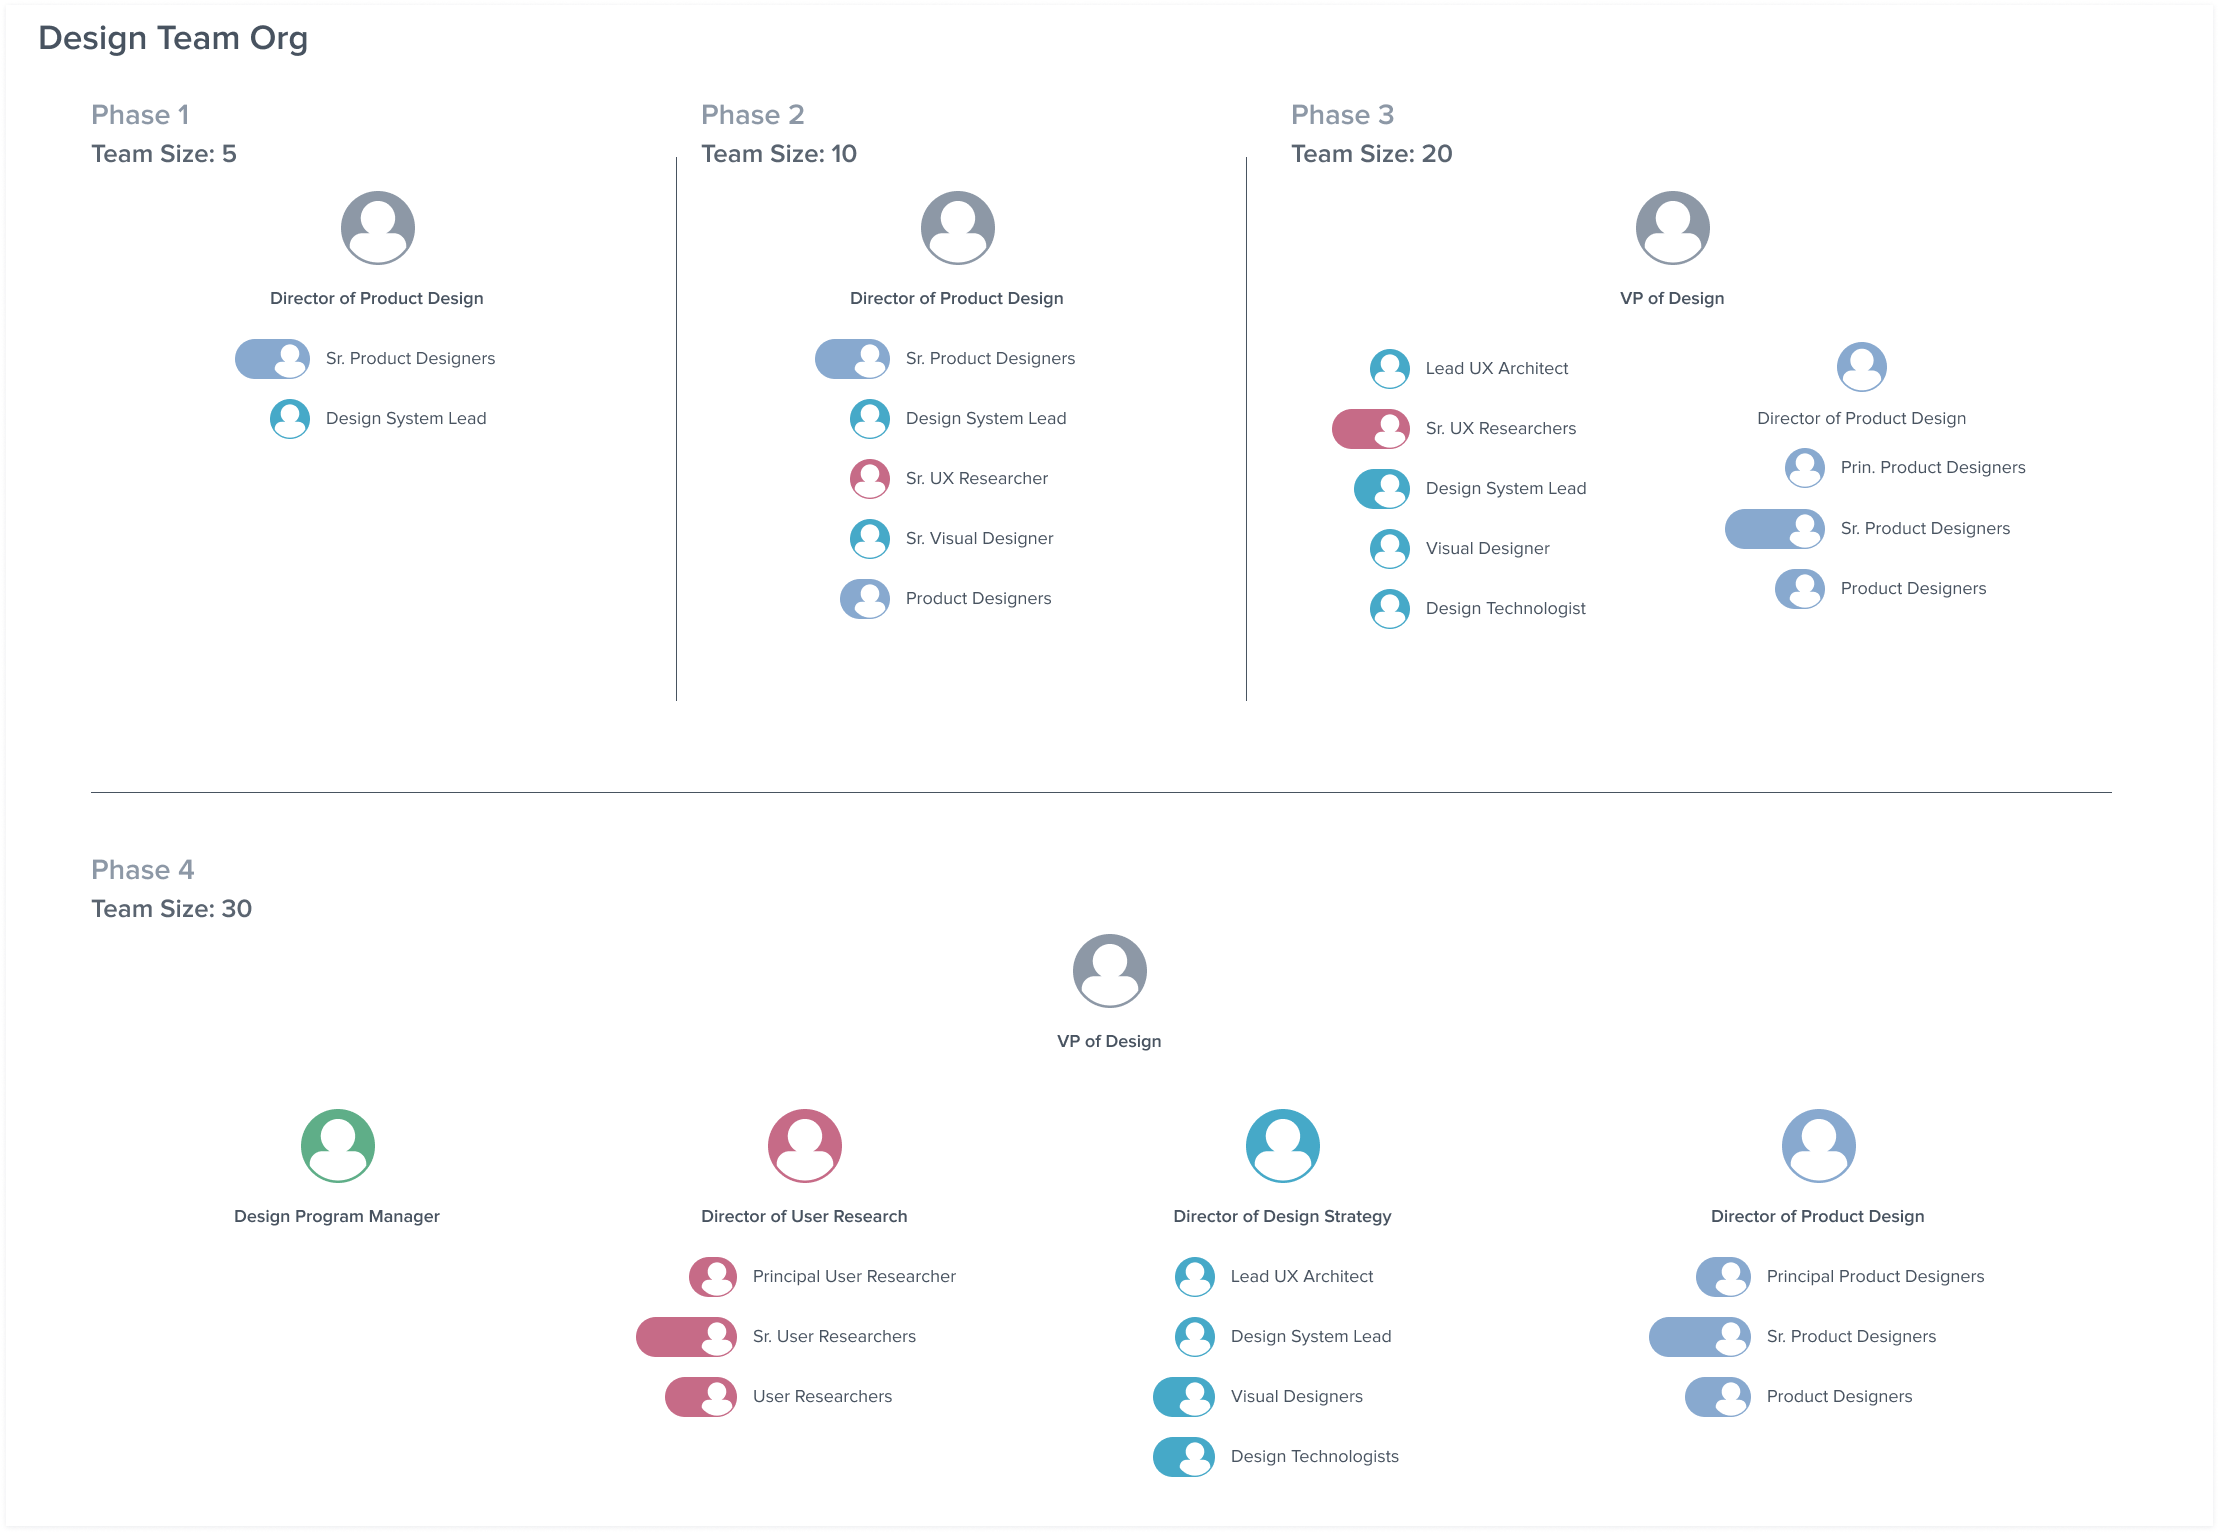 Design Team Org
Phase 1
Team Size: 5
Director of Product Design
Sr. Product Designers
Design System Lead
Phase 2
Team Size: 10
Director of Product Design
Sr. Product Designers
Design System Lead
Sr. UX Researcher
Sr. Visual Designer
Product Designers
Phase 3
Team Size: 20
VP of Design
Lead UX Architect
Sr. UX Researchers
Design System Lead
Visual Designer
Design Technologist
Director of Product Design
Prin. Product Designers
Sr. Product Designers
Product Designers
Phase 4
Team Size: 30
VP of Design
Design Program Manager
Director of User Research
Principal User Researcher
Sr. User Researchers
User Researchers
Director of Design Strategy
Lead UX Architect
Design System Lead
Visual Designers
Design Technologists
Director of Product Design
Principal Product Designers
Sr. Product Designers
Product Designers